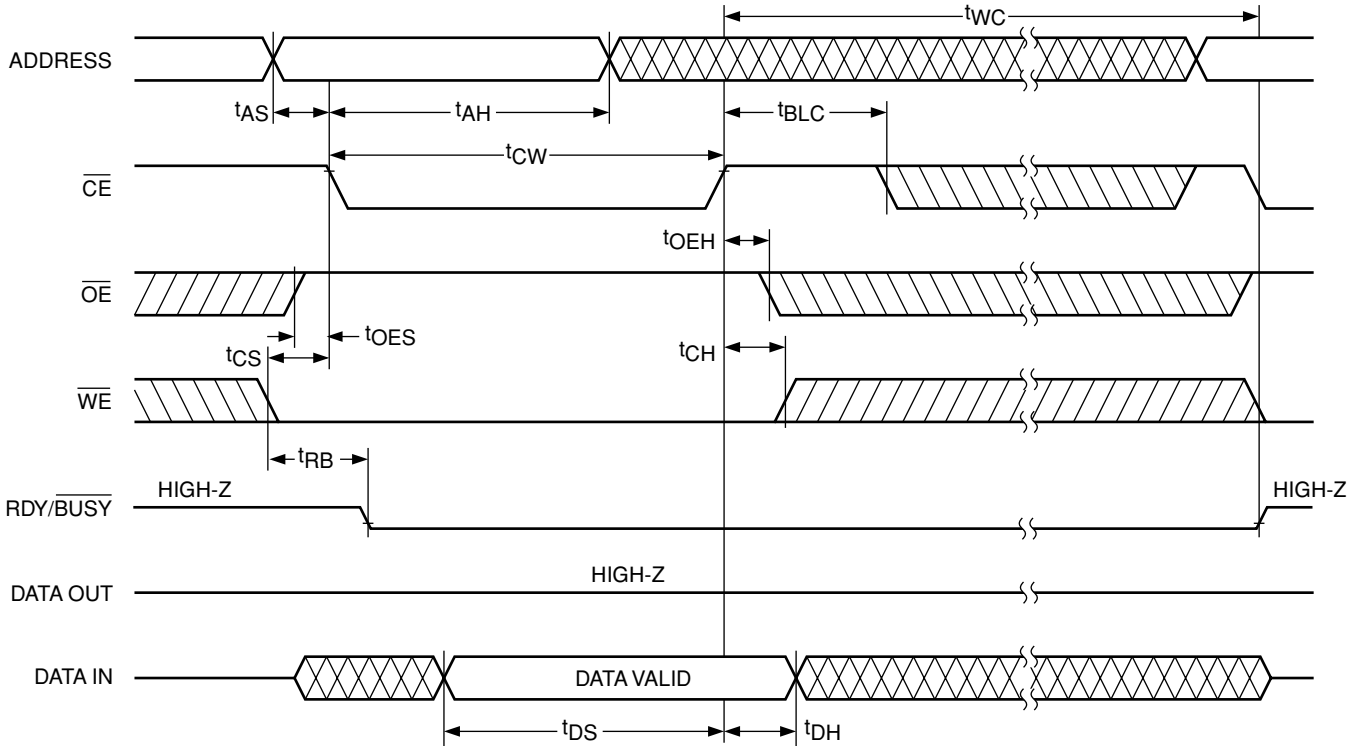 tWC
ADDRESS
tAS
tAH
tBLC
tCW
CE
tOEH
OE
tOES
tCS
tCH
WE
tRB
HIGH-Z
HIGH-Z
RDY/BUSY
HIGH-Z
DATA OUT
DATA IN
DATA VALID
tDS
tDH